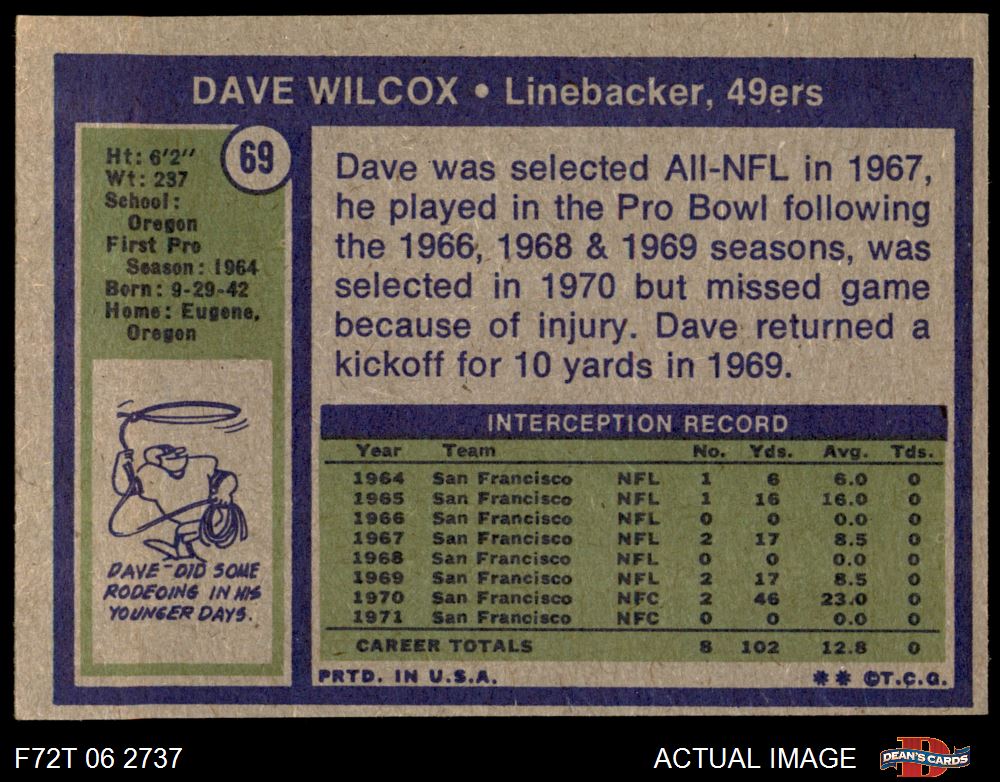 DAVE WILCOX • Linebacker, 49ers
69
Ht: 6'2"
Wt: 237
School:
Oregon
First Pro
Season: 1964
Born: 9-29-42
Home: Eugene,
Oregon
DAVE DID SOME
RODEOING IN HIS
YOUNGER DAYS.
Dave was selected All-NFL in 1967,
he played in the Pro Bowl following
the 1966, 1968 & 1969 seasons, was
selected in 1970 but missed game
because of injury. Dave returned a
kickoff for 10 yards in 1969.
INTERCEPTION RECORD
Year Team No. Yds. Avg. Tds.
1964 San Francisco NFL 1 6 6.0 0
1965 San Francisco NFL 1 16 16.0 0
1966 San Francisco NFL 0 0 0.0 0
1967 San Francisco NFL 2 17 8.5 0
1968 San Francisco NFL 0 0 0.0 0
1969 San Francisco NFL 2 17 8.5 0
1970 San Francisco NFC 2 46 23.0 0
1971 San Francisco NFC 0 0 0.0 0
CAREER TOTALS 8 102 12.8 0
PRTD. IN U.S.A. ** ©T.C.G.
F72T 06 2737 ACTUAL IMAGE DEAN'S CARDS